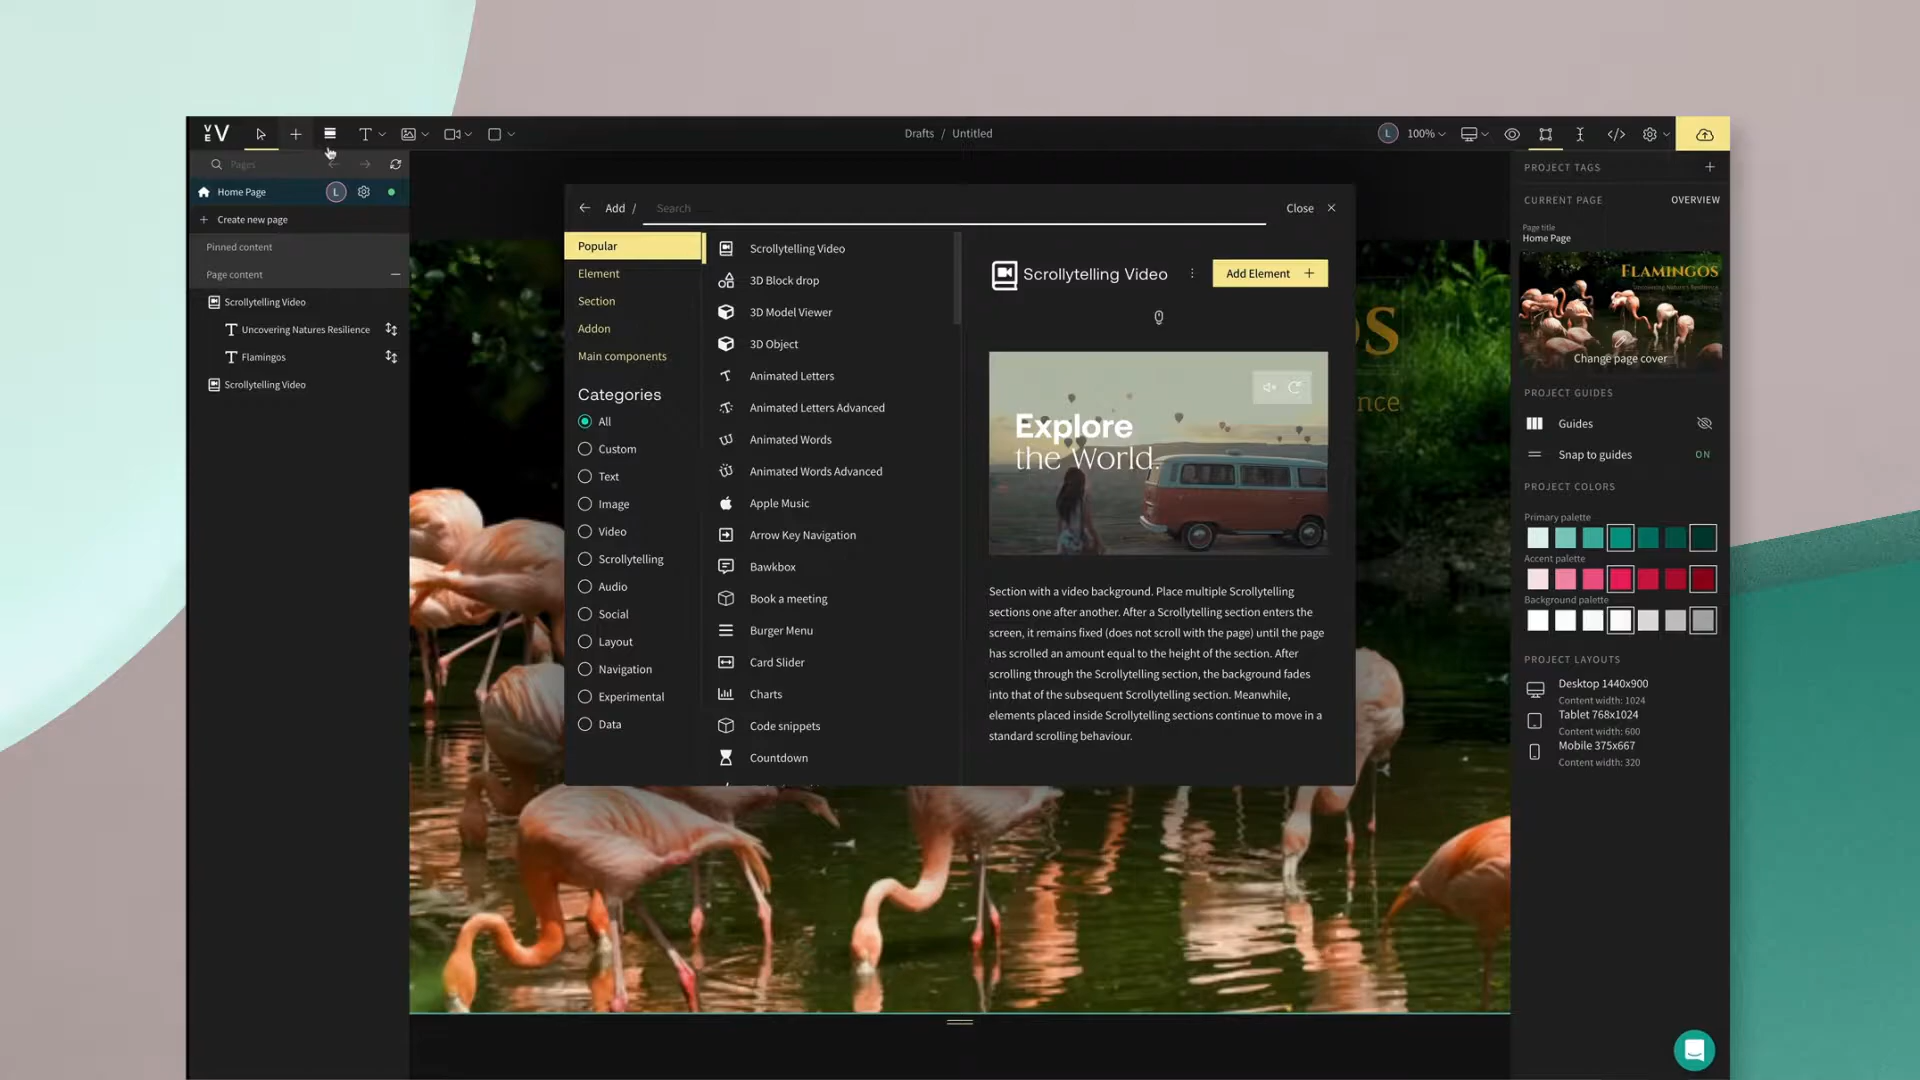 VEV
T
Drafts / Untitled
L
100%
Pages
Home Page
L
Create new page
Pinned content
Page content
Scrollytelling Video
T Uncovering Natures Resilience
T Flamingos
Scrollytelling Video
Add /
Search
Close
Popular
Element
Section
Addon
Main components
Categories
All
Custom
Text
Image
Video
Scrollytelling
Audio
Social
Layout
Navigation
Experimental
Data
Scrollytelling Video
3D Block drop
3D Model Viewer
3D Object
Animated Letters
Animated Letters Advanced
Animated Words
Animated Words Advanced
Apple Music
Arrow Key Navigation
Bawkbox
Book a meeting
Burger Menu
Card Slider
Charts
Code snippets
Countdown
Scrollytelling Video
Add Element +
Explore
the World.
Section with a video background. Place multiple Scrollytelling
sections one after another. After a Scrollytelling section enters the
screen, it remains fixed (does not scroll with the page) until the page
has scrolled an amount equal to the height of the section. After
scrolling through the Scrollytelling section, the background fades
into that of the subsequent Scrollytelling section. Meanwhile,
elements placed inside Scrollytelling sections continue to move in a
standard scrolling behaviour.
OS
nce
PROJECT TAGS
CURRENT PAGE
OVERVIEW
Page title
Home Page
FLAMINGOS
Uncovering Nature's Resilience
Change page cover
PROJECT GUIDES
Guides
Snap to guides
ON
PROJECT COLORS
Primary palette
Accent palette
Background palette
PROJECT LAYOUTS
Desktop 1440x900
Content width: 1024
Tablet 768x1024
Content width: 600
Mobile 375x667
Content width: 320